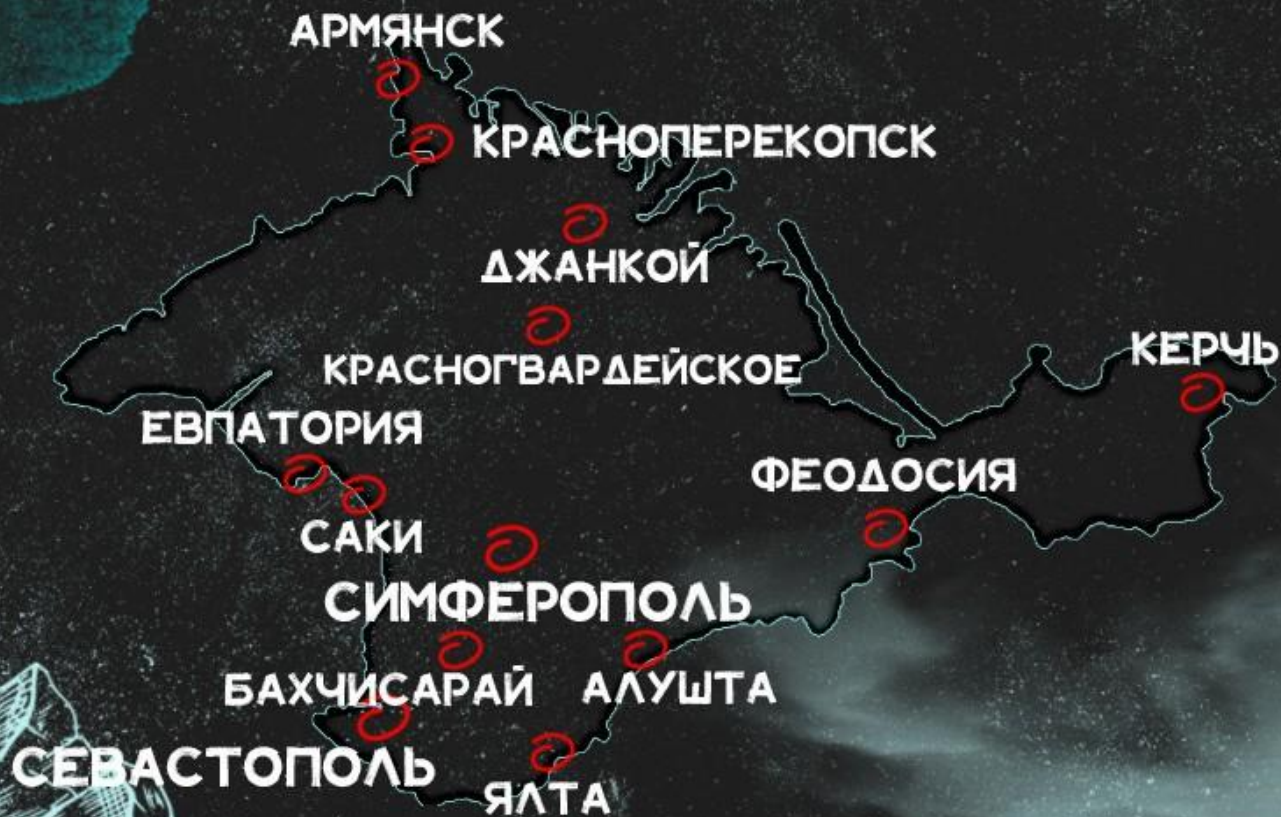 АРМЯНСК
КРАСНОПЕРЕКОПСК
ДЖАНКОЙ
КЕРЧЬ
КРАСНОГВАРДЕЙСКОЕ
ЕВПАТОРИЯ
ФЕОДОСИЯ
САКИ
СИМФЕРОПОЛЬ
БАХЧИСАРАЙ АЛУШТА
СЕВАСТОПОЛЬ
ЯЛТА